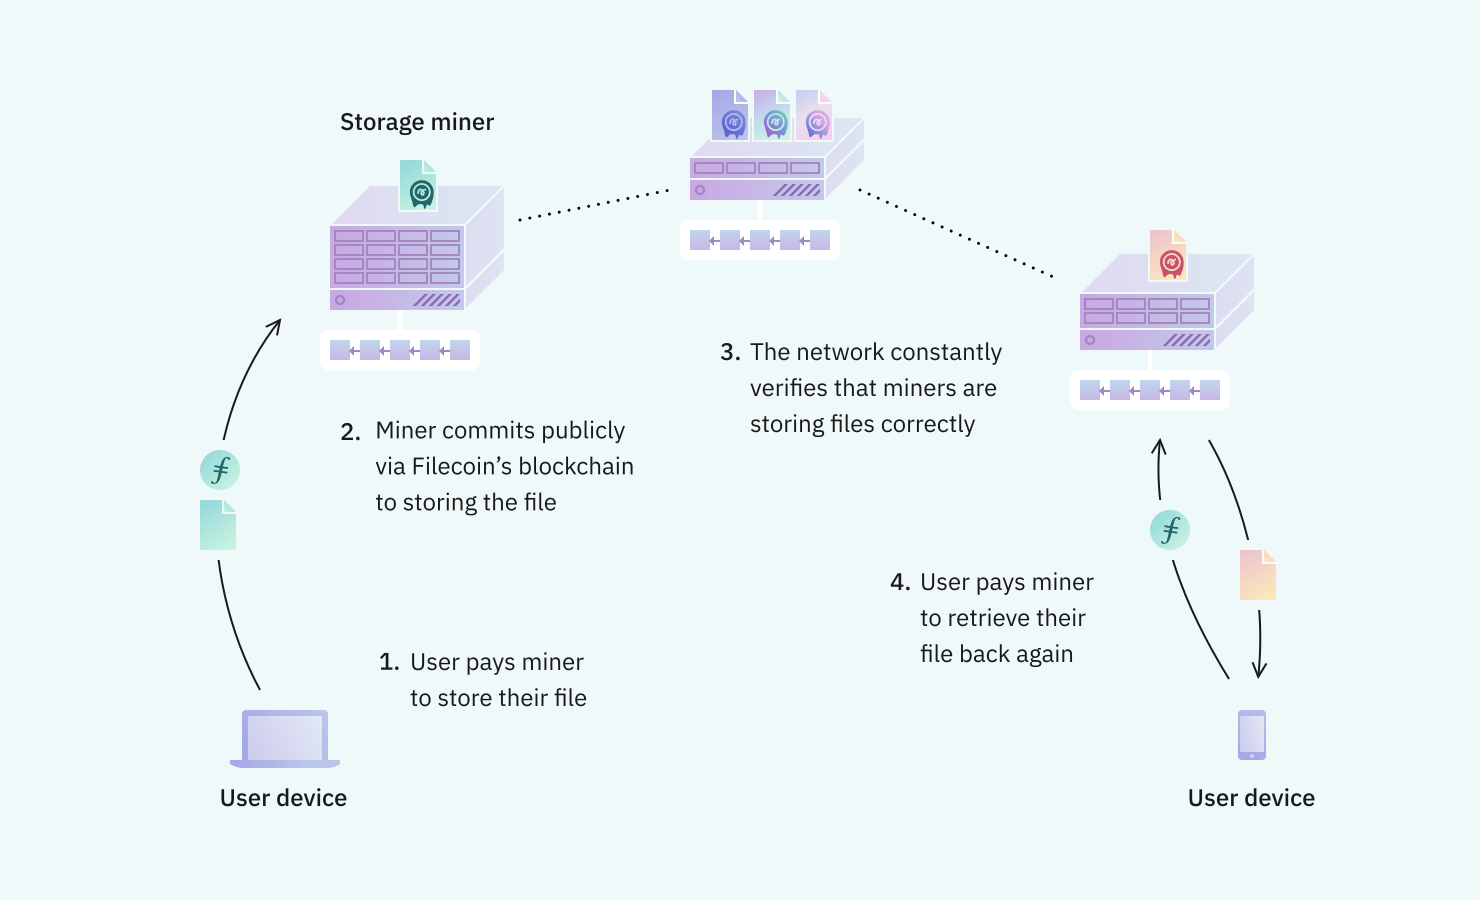 Storage miner
2. Miner commits publicly
via Filecoin’s blockchain
to storing the file
1. User pays miner
to store their file
User device
3. The network constantly
verifies that miners are
storing files correctly
4. User pays miner
to retrieve their
file back again
User device